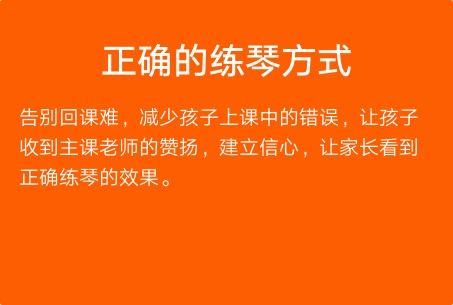 正确的练琴方式
告别回课难，减少孩子上课中的错误，让孩子
收到主课老师的赞扬，建立信心，让家长看到
正确练琴的效果。